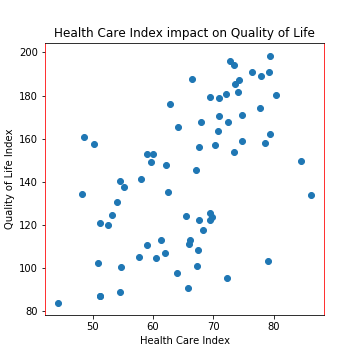 Health Care Index impact on Quality of Life
200
180
160
140
120
100
80
Quality of Life Index
50 60 70 80
Health Care Index